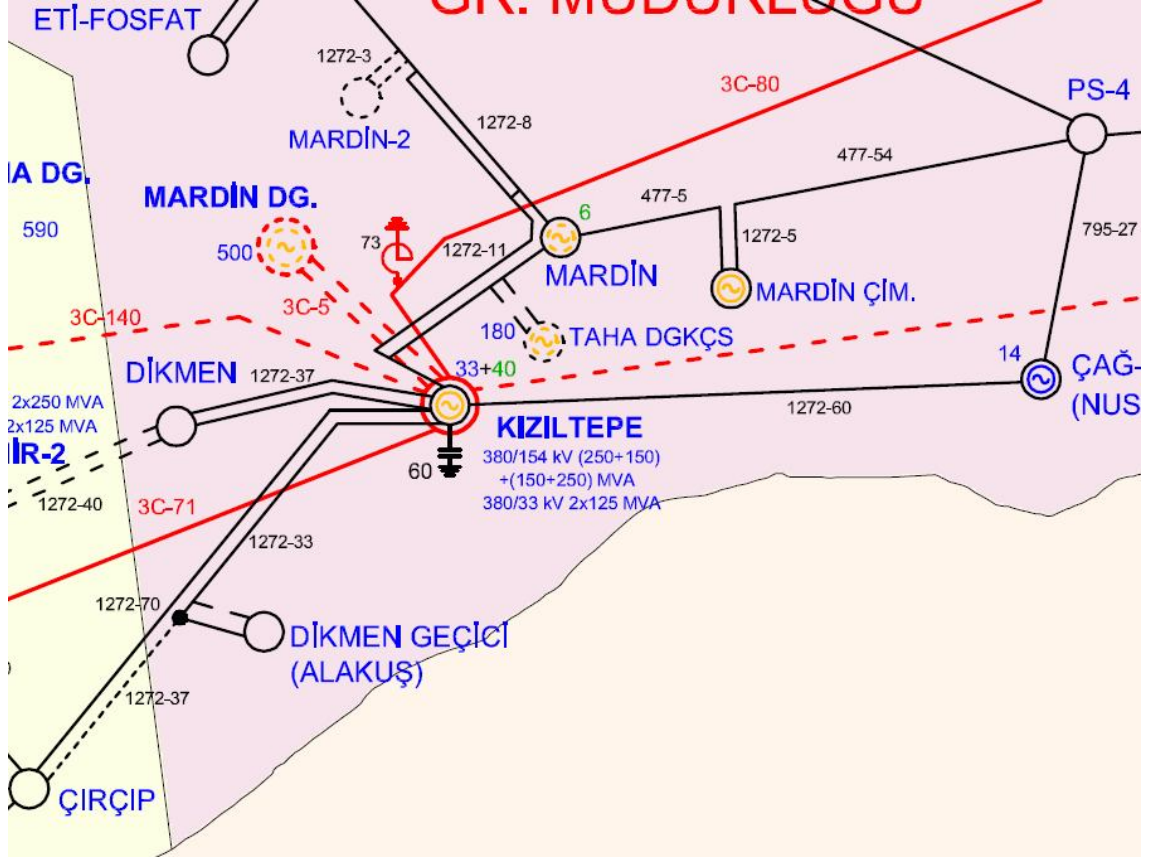 GR. MÜDÜRLÜĞÜ
ETİ-FOSFAT
1272-3
3C-80
PS-4
MARDİN-2
1272-8
477-54
A DG.
MARDİN DG.
590
500
73
6
477-5
1272-11
1272-5
795-27
MARDİN
MARDİN ÇİM.
3C-140
3C-5
180
TAHA DGKÇS
DİKMEN
1272-37
33+40
14
ÇAĞ-
(NUS
2x250 MVA
2x125 MVA
İR-2
1272-60
KIZILTEPE
380/154 kV (250+150)
+(150+250) MVA
380/33 kV 2x125 MVA
60
1272-40
3C-71
1272-33
1272-70
DİKMEN GEÇİCİ
(ALAKUŞ)
1272-37
ÇIRÇIP